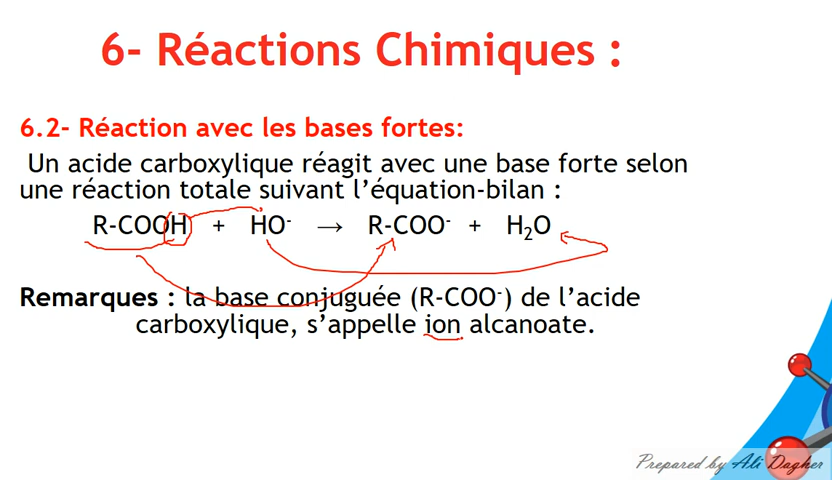 6- Réactions Chimiques :
6.2- Réaction avec les bases fortes:
Un acide carboxylique réagit avec une base forte selon
une réaction totale suivant l’équation-bilan :
R-COOH + HO⁻ → R-COO⁻ + H₂O
Remarques : la base conjuguée (R-COO⁻) de l’acide
carboxylique, s’appelle ion alcanoate.
Prepared by Ali Dagher